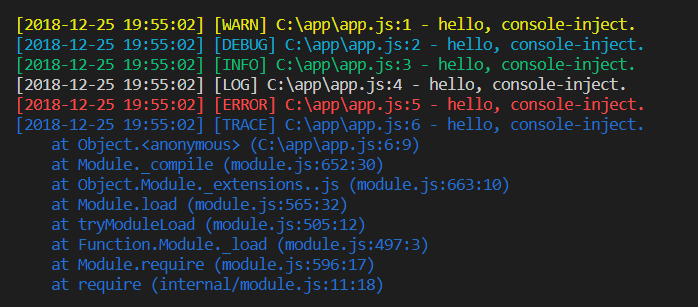 [2018-12-25 19:55:02] [WARN] C:\app\app.js:1 - hello, console-inject.
[2018-12-25 19:55:02] [DEBUG] C:\app\app.js:2 - hello, console-inject.
[2018-12-25 19:55:02] [INFO] C:\app\app.js:3 - hello, console-inject.
[2018-12-25 19:55:02] [LOG] C:\app\app.js:4 - hello, console-inject.
[2018-12-25 19:55:02] [ERROR] C:\app\app.js:5 - hello, console-inject.
[2018-12-25 19:55:02] [TRACE] C:\app\app.js:6 - hello, console-inject.
    at Object.<anonymous> (C:\app\app.js:6:9)
    at Module._compile (module.js:652:30)
    at Object.Module._extensions..js (module.js:663:10)
    at Module.load (module.js:565:32)
    at tryModuleLoad (module.js:505:12)
    at Function.Module._load (module.js:497:3)
    at Module.require (module.js:596:17)
    at require (internal/module.js:11:18)